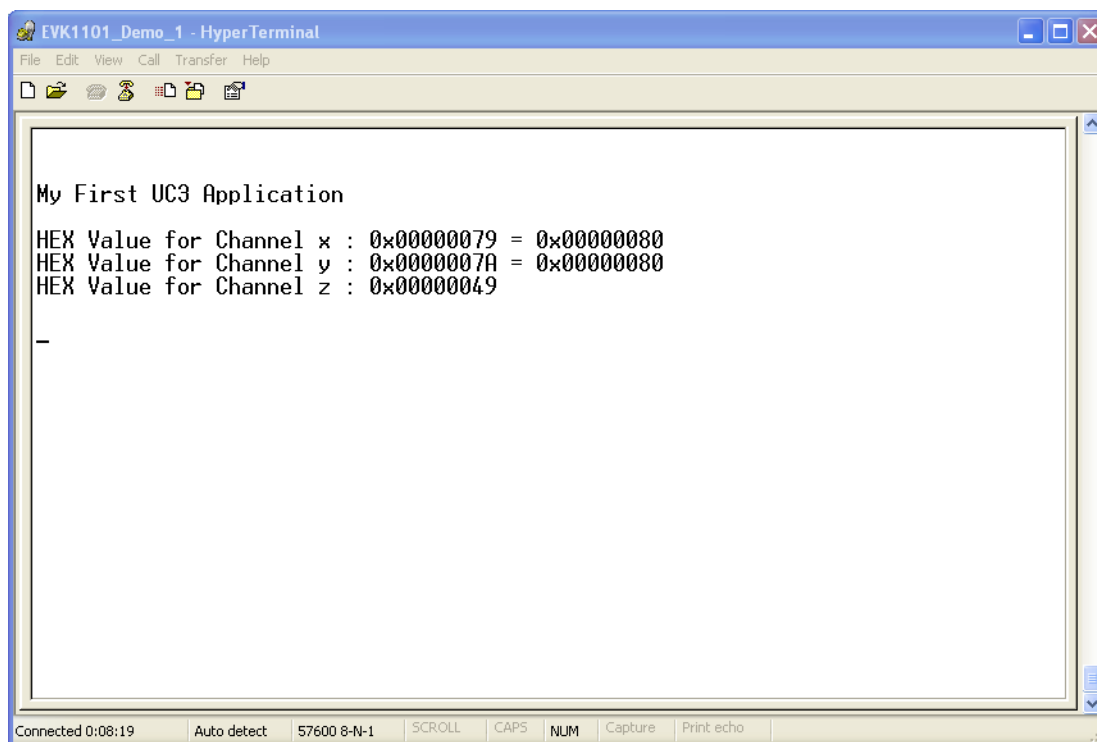 EVK1101_Demo_1 - HyperTerminal
File Edit View Call Transfer Help
My First UC3 Application
HEX Value for Channel x : 0x00000079 = 0x00000080
HEX Value for Channel y : 0x0000007A = 0x00000080
HEX Value for Channel z : 0x00000049
_
Connected 0:08:19 Auto detect 57600 8-N-1 SCROLL CAPS NUM Capture Print echo